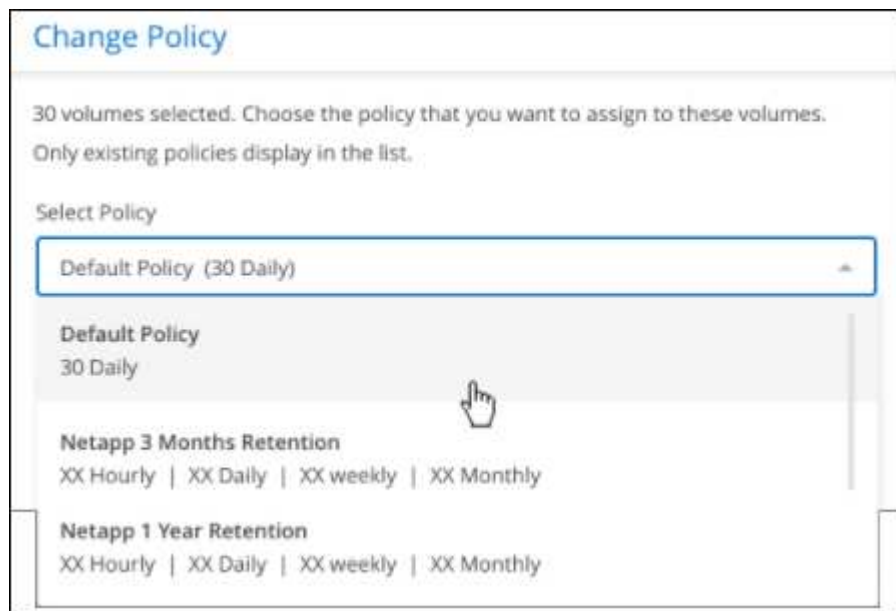 Change Policy
30 volumes selected. Choose the policy that you want to assign to these volumes.
Only existing policies display in the list.
Select Policy
Default Policy (30 Daily)
Default Policy
30 Daily
Netapp 3 Months Retention
XX Hourly | XX Daily | XX weekly | XX Monthly
Netapp 1 Year Retention
XX Hourly | XX Daily | XX weekly | XX Monthly